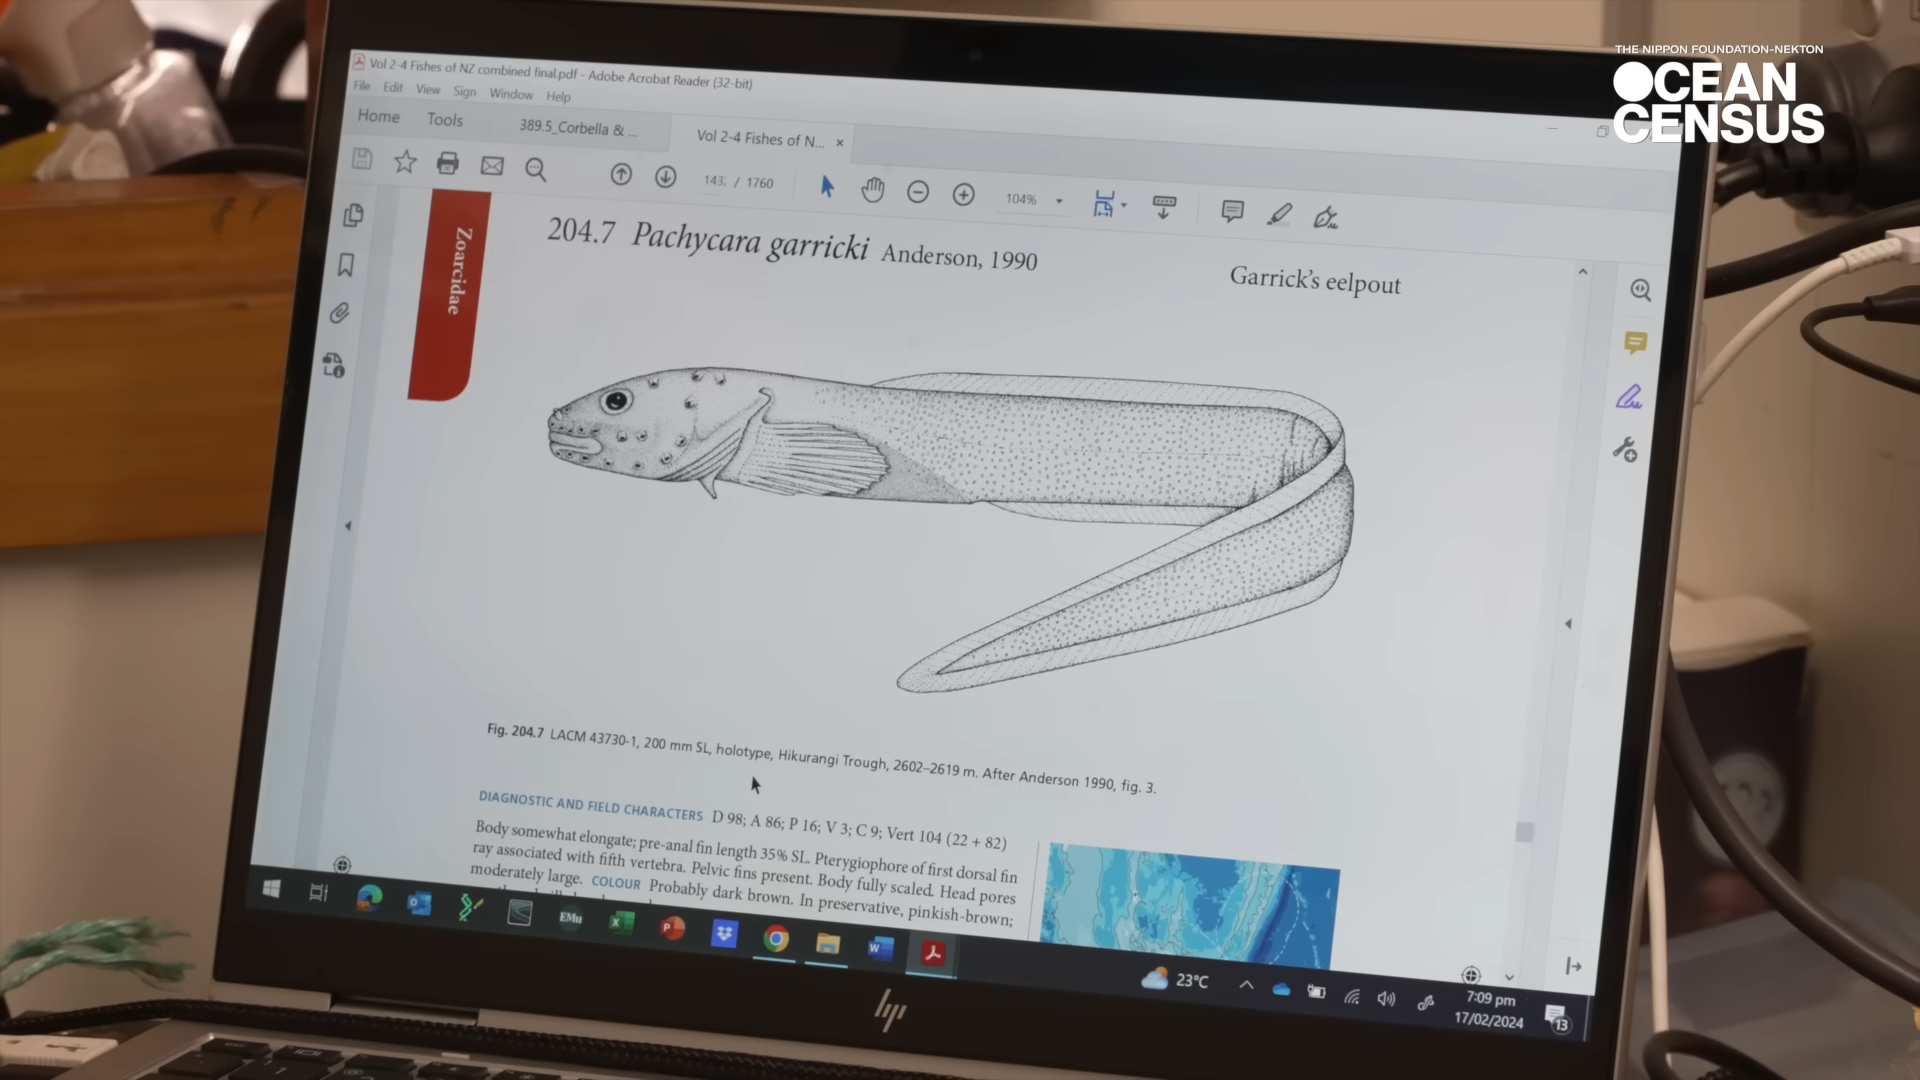 THE NIPPON FOUNDATION-NEKTON
OCEAN
CENSUS
Vol 2-4 Fishes of NZ combined final.pdf - Adobe Acrobat Reader (32-bit)
File Edit View Sign Window Help
Home Tools 389.5_Corbella & ... Vol 2-4 Fishes of N... ×
/ 1760 104%
Zoarcidae
204.7 Pachycara garricki Anderson, 1990
Garrick's eelpout
Fig. 204.7 LACM 43730-1, 200 mm SL, holotype, Hikurangi Trough, 2602–2619 m. After Anderson 1990, fig. 3.
DIAGNOSTIC AND FIELD CHARACTERS D 98; A 86; P 16; V 3; C 9; Vert 104 (22 + 82)
Body somewhat elongate; pre-anal fin length 35% SL. Pterygiophore of first dorsal fin
ray associated with fifth vertebra. Pelvic fins present. Body fully scaled. Head pores
moderately large. COLOUR Probably dark brown. In preservative, pinkish-brown;
EMu
23°C
7:09 pm
17/02/2024
13
hp